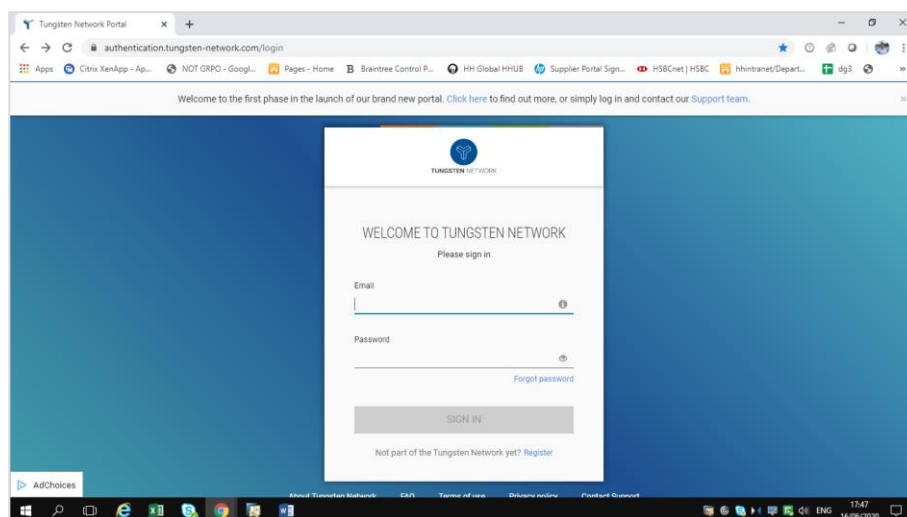 Tungsten Network Portal
authentication.tungsten-network.com/login
Apps Citrix XenApp - Ap... NOT GRPO - Googl... Pages - Home Braintree Control P... HH Global HHUB Supplier Portal Sign... HSBCnet | HSBC hhintranet/Depart... dg3
Welcome to the first phase in the launch of our brand new portal. Click here to find out more, or simply log in and contact our Support team.
TUNGSTEN NETWORK
WELCOME TO TUNGSTEN NETWORK
Please sign in
Email
Password
Forgot password
SIGN IN
Not part of the Tungsten Network yet? Register
AdChoices
About Tungsten Network FAQ Terms of use Privacy policy Contact Support
ENG 17:47
16/06/2020